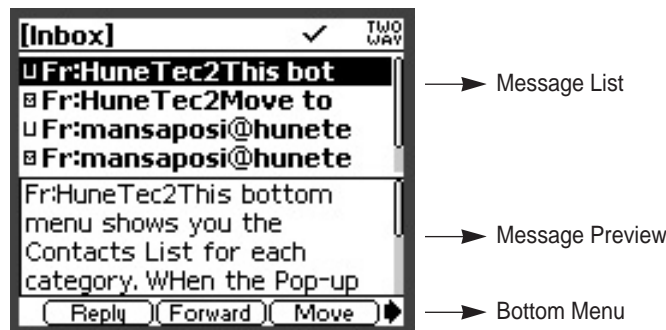 [Inbox] TWO WAY
Fr:HuneTec2This bot
Fr:HuneTec2Move to
Fr:mansaposi@hunete
Fr:mansaposi@hunete
Fr:HuneTec2This bottom
menu shows you the
Contacts List for each
category. WHen the Pop-up
Reply Forward Move
Message List
Message Preview
Bottom Menu